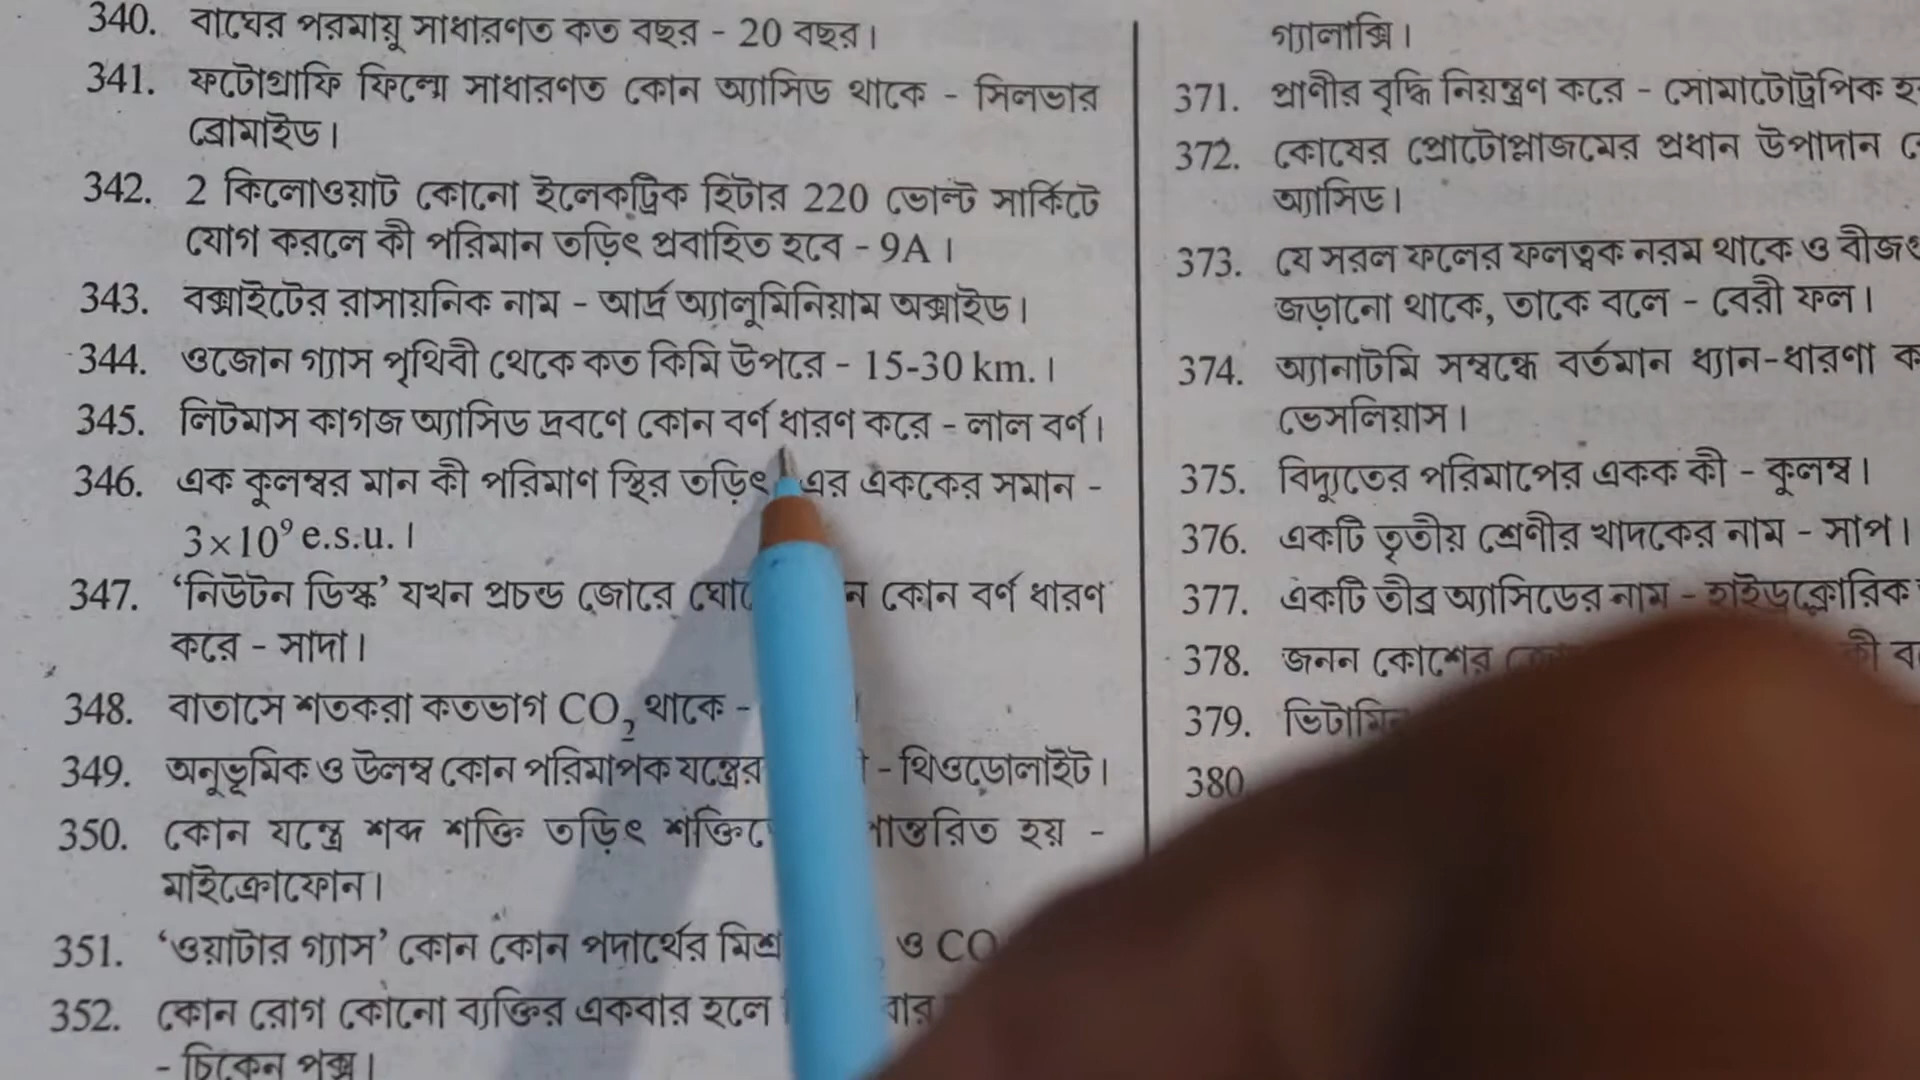 340. বাঘের পরমায়ু সাধারণত কত বছর - 20 বছর।
341. ফটোগ্রাফি ফিল্মে সাধারণত কোন অ্যাসিড থাকে - সিলভার
ব্রোমাইড।
342. 2 কিলোওয়াট কোনো ইলেকট্রিক হিটার 220 ভোল্ট সার্কিটে
যোগ করলে কী পরিমান তড়িৎ প্রবাহিত হবে - 9A।
343. বক্সাইটের রাসায়নিক নাম - আর্দ্র অ্যালুমিনিয়াম অক্সাইড।
344. ওজোন গ্যাস পৃথিবী থেকে কত কিমি উপরে - 15-30 km.।
345. লিটমাস কাগজ অ্যাসিড দ্রবণে কোন বর্ণ ধারণ করে - লাল বর্ণ।
346. এক কুলম্বর মান কী পরিমাণ স্থির তড়িৎ এর এককের সমান -
3×10⁹ e.s.u.।
347. ‘নিউটন ডিস্ক’ যখন প্রচন্ড জোরে কোন বর্ণ ধারণ
করে - সাদা।
348. বাতাসে শতকরা কতভাগ CO₂ থাকে -
349. অনুভূমিক ও উলম্ব কোন পরিমাপক যন্ত্রের - থিওডোলাইট।
350. কোন যন্ত্রে শব্দ শক্তি তড়িৎ হয় -
মাইক্রোফোন।
351. ‘ওয়াটার গ্যাস’ কোন কোন পদার্থের ও CO
352. কোন রোগ কোনো ব্যক্তির একবার হলে
- চিকেন পক্স।
গ্যালাক্সি।
371. প্রাণীর বৃদ্ধি নিয়ন্ত্রণ করে - সোমাটোট্রপিক
372. কোষের প্রোটোপ্লাজমের প্রধান উপাদান
অ্যাসিড।
373. যে সরল ফলের ফলত্বক নরম থাকে ও
জড়ানো থাকে, তাকে বলে - বেরী ফল।
374. অ্যানাটমি সম্বন্ধে বর্তমান ধ্যান-ধারণা
ভেসলিয়াস।
375. বিদ্যুতের পরিমাপের একক কী - কুলম্ব।
376. একটি তৃতীয় শ্রেণীর খাদকের নাম - সাপ।
377. একটি তীব্র অ্যাসিডের নাম - হাইড্রক্লোরিক
378. জনন কোশের কী
379.
380